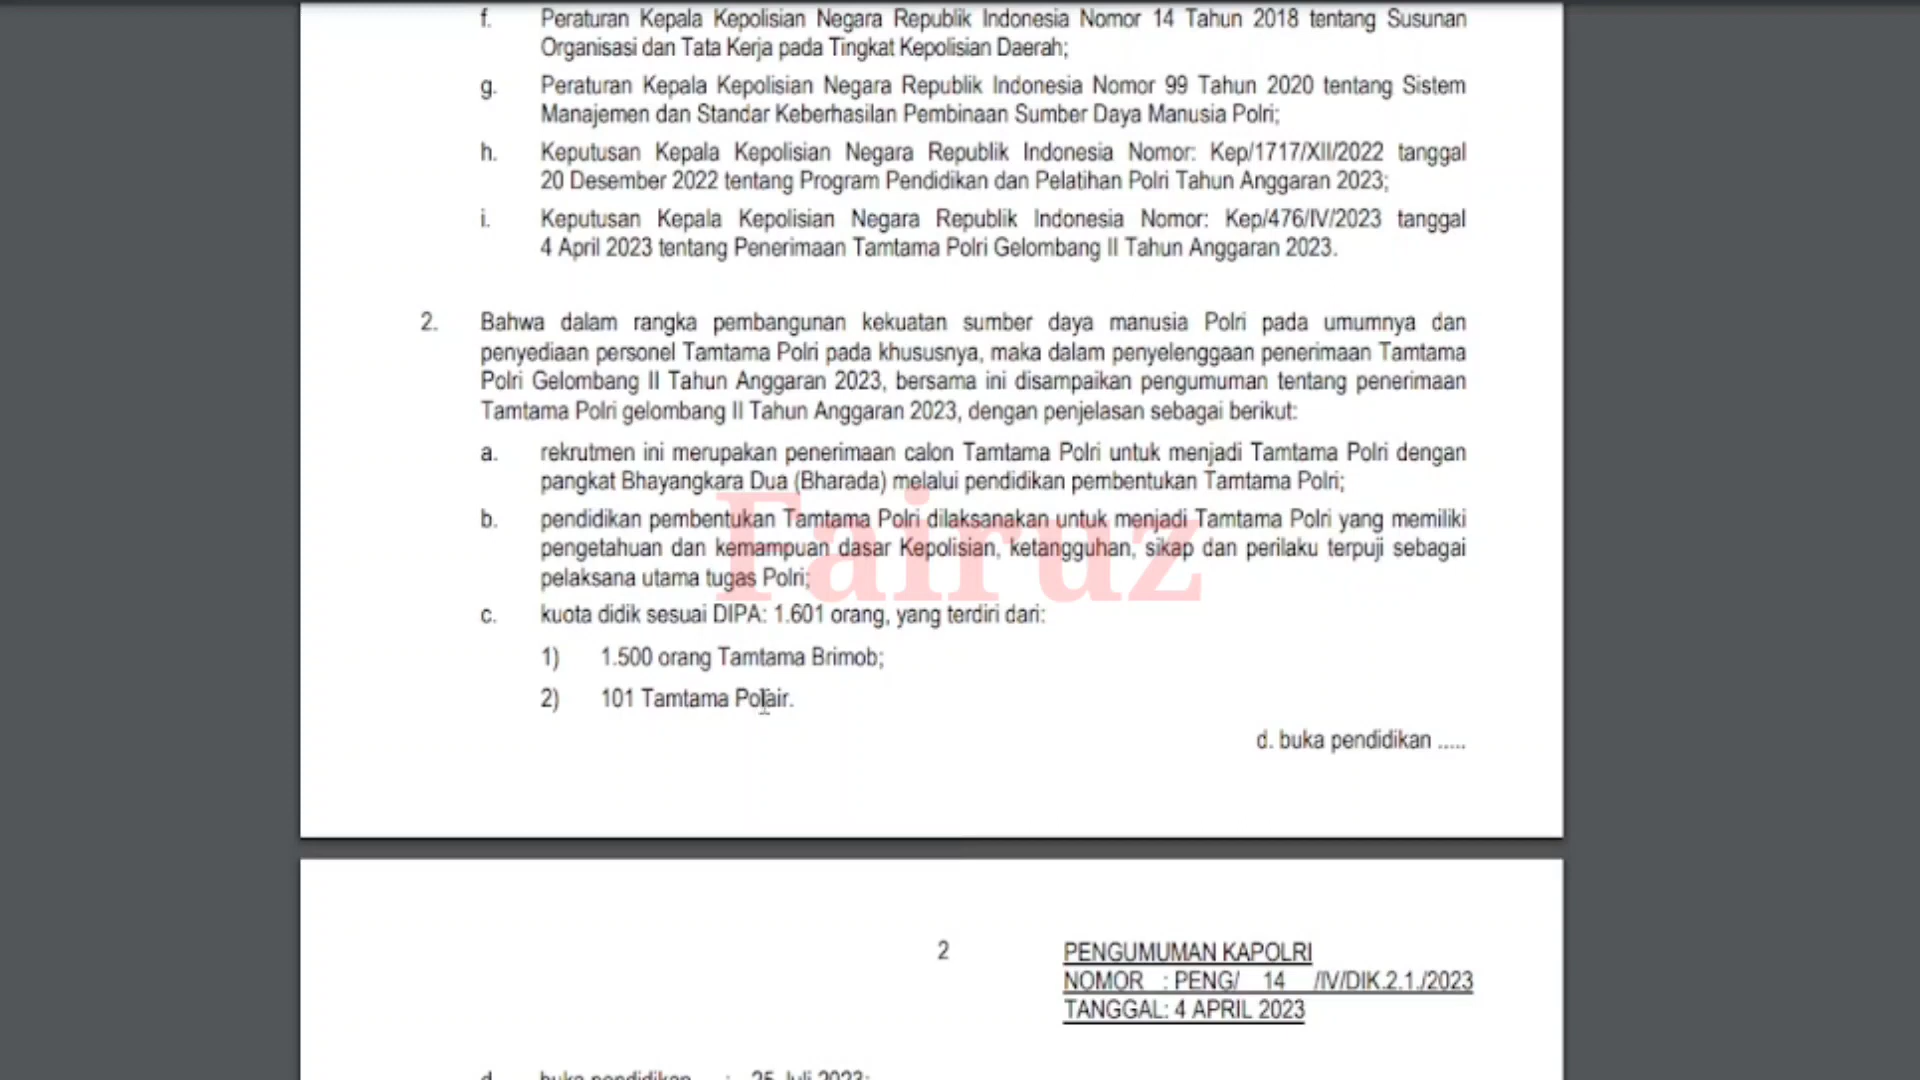 f. Peraturan Kepala Kepolisian Negara Republik Indonesia Nomor 14 Tahun 2018 tentang Susunan
Organisasi dan Tata Kerja pada Tingkat Kepolisian Daerah;
g. Peraturan Kepala Kepolisian Negara Republik Indonesia Nomor 99 Tahun 2020 tentang Sistem
Manajemen dan Standar Keberhasilan Pembinaan Sumber Daya Manusia Polri;
h. Keputusan Kepala Kepolisian Negara Republik Indonesia Nomor: Kep/1717/XII/2022 tanggal
20 Desember 2022 tentang Program Pendidikan dan Pelatihan Polri Tahun Anggaran 2023;
i. Keputusan Kepala Kepolisian Negara Republik Indonesia Nomor: Kep/476/IV/2023 tanggal
4 April 2023 tentang Penerimaan Tamtama Polri Gelombang II Tahun Anggaran 2023.
2. Bahwa dalam rangka pembangunan kekuatan sumber daya manusia Polri pada umumnya dan
penyediaan personel Tamtama Polri pada khususnya, maka dalam penyelenggaan penerimaan Tamtama
Polri Gelombang II Tahun Anggaran 2023, bersama ini disampaikan pengumuman tentang penerimaan
Tamtama Polri gelombang II Tahun Anggaran 2023, dengan penjelasan sebagai berikut:
a. rekrutmen ini merupakan penerimaan calon Tamtama Polri untuk menjadi Tamtama Polri dengan
pangkat Bhayangkara Dua (Bharada) melalui pendidikan pembentukan Tamtama Polri;
b. pendidikan pembentukan Tamtama Polri dilaksanakan untuk menjadi Tamtama Polri yang memiliki
pengetahuan dan kemampuan dasar Kepolisian, ketangguhan, sikap dan perilaku terpuji sebagai
pelaksana utama tugas Polri;
Fairuz
c. kuota didik sesuai DIPA: 1.601 orang, yang terdiri dari:
1) 1.500 orang Tamtama Brimob;
2) 101 Tamtama Polair.
d. buka pendidikan .....
2
PENGUMUMAN KAPOLRI
NOMOR : PENG/ 14 /IV/DIK.2.1./2023
TANGGAL: 4 APRIL 2023
d. buka pendidikan : 25 Juli 2023;